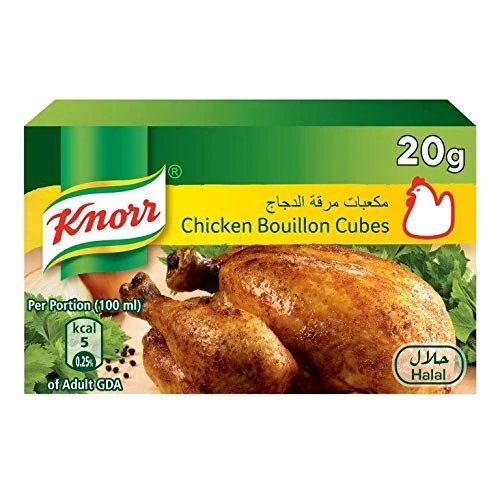 20g
Knorr®
مكعبات مرقة الدجاج
Chicken Bouillon Cubes
Per Portion (100 ml)
kcal
5
0.25%
of Adult GDA
حلال
Halal